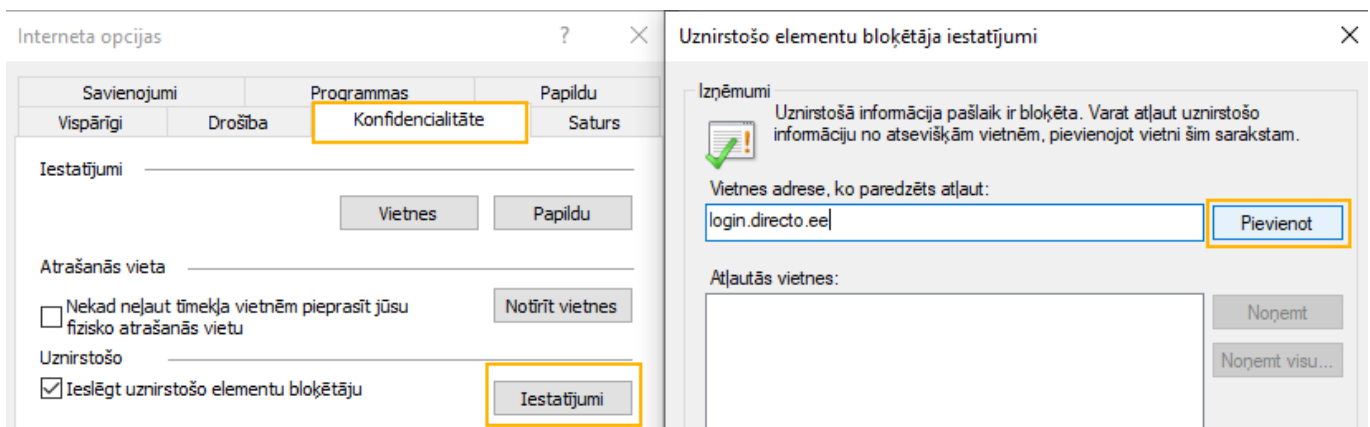 Interneta opcijas
Savienojumi Programmas Papildu
Vispārīgi Drošība Konfidencialitāte Saturs
Iestatījumi
Vietnes Papildu
Atrašanās vieta
Nekad neļaut tīmekļa vietnēm pieprasīt jūsu
fizisko atrašanās vietu
Notīrīt vietnes
Uznirstošo
Ieslēgt uznirstošo elementu bloķētāju
Iestatījumi
Uznirstošo elementu bloķētāja iestatījumi
Izņēmumi
Uznirstošā informācija pašlaik ir bloķēta. Varat atļaut uznirstošo
informāciju no atsevišķām vietnēm, pievienojot vietni šim sarakstam.
Vietnes adrese, ko paredzēts atļaut:
login.directo.ee
Pievienot
Atļautās vietnes:
Noņemt
Noņemt visu...